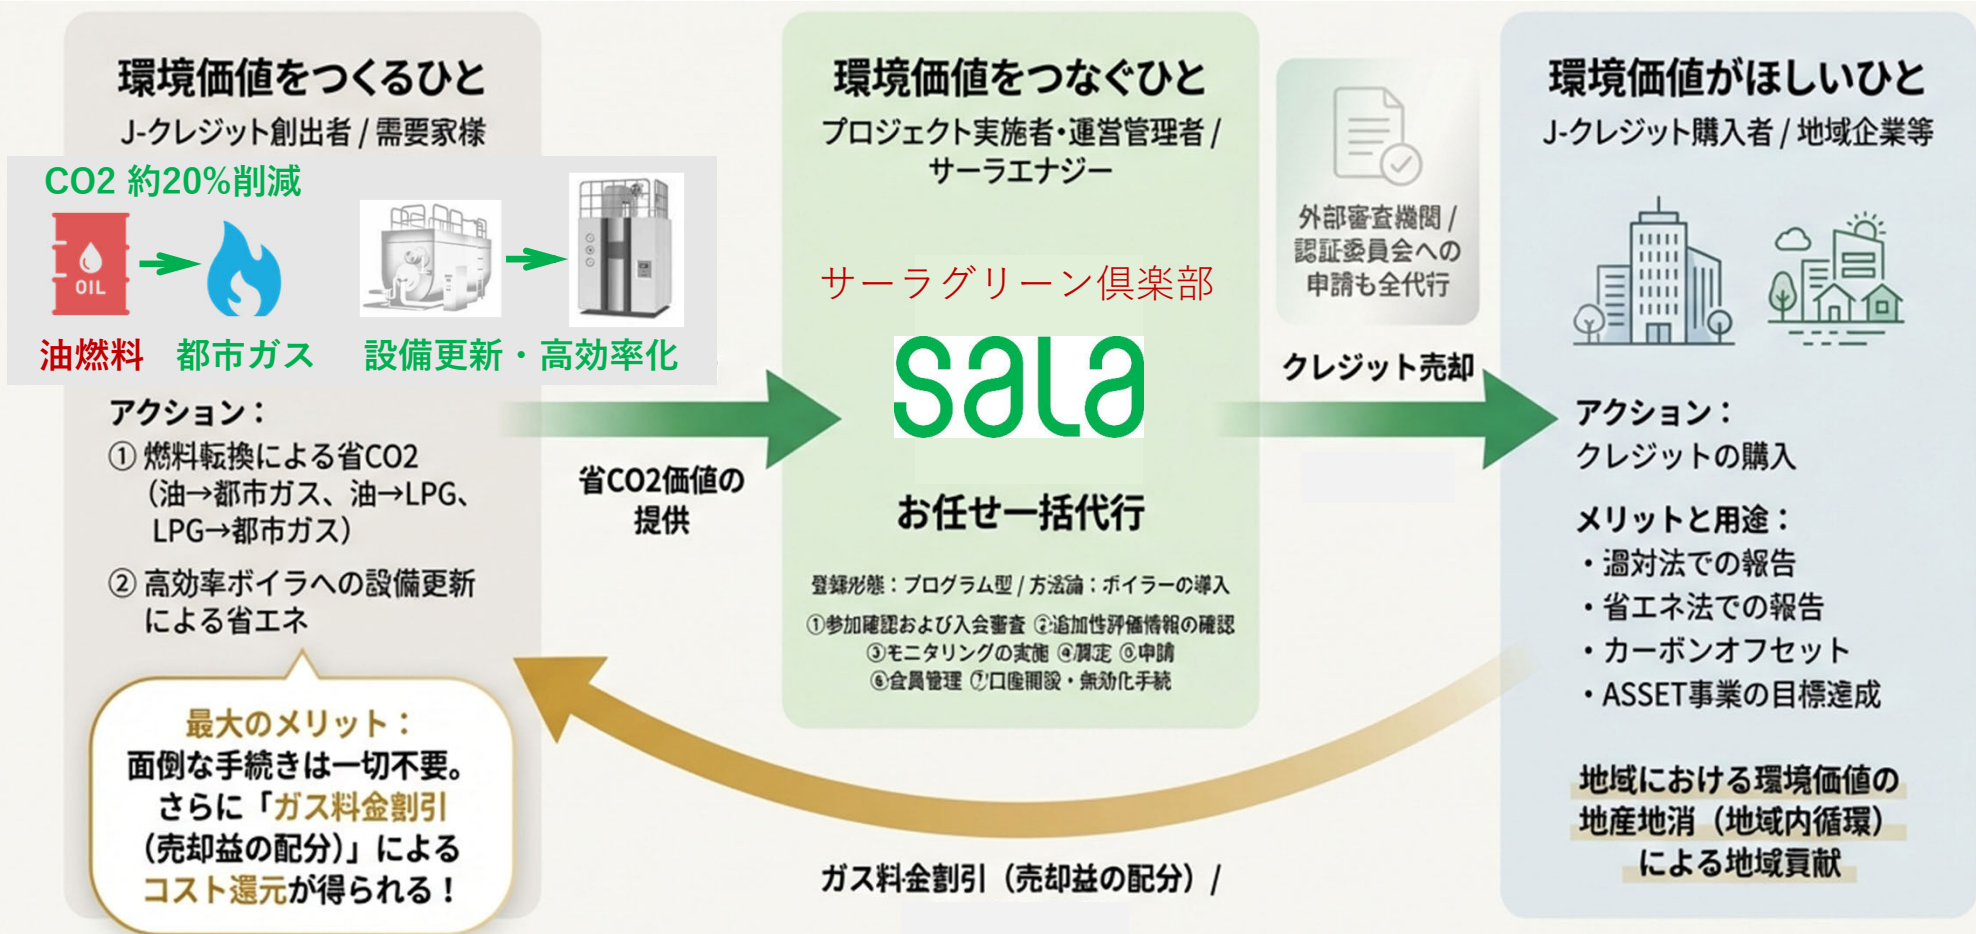 環境価値をつくるひと
J-クレジット創出者 / 需要家様
CO2 約20%削減
OIL
油燃料
都市ガス
設備更新・高効率化
アクション：
① 燃料転換による省CO2
（油→都市ガス、油→LPG、
LPG→都市ガス）
② 高効率ボイラへの設備更新
による省エネ
最大のメリット：
面倒な手続きは一切不要。
さらに「ガス料金割引
（売却益の配分）」による
コスト還元が得られる！
省CO2価値の
提供
環境価値をつなぐひと
プロジェクト実施者・運営管理者 /
サーラエナジー
サーラグリーン倶楽部
sala
お任せ一括代行
登録形態：プログラム型 / 方法論：ボイラーの導入
①参加確認および入会審査 ②追加性評価情報の確認
③モニタリングの実施 ④算定 ⑤申請
⑥会員管理 ⑦口座開設・無効化手続
外部審査機関 /
認証委員会への
申請も全代行
クレジット売却
ガス料金割引（売却益の配分）/
環境価値がほしいひと
J-クレジット購入者 / 地域企業等
アクション：
クレジットの購入
メリットと用途：
・温対法での報告
・省エネ法での報告
・カーボンオフセット
・ASSET事業の目標達成
地域における環境価値の
地産地消（地域内循環）
による地域貢献